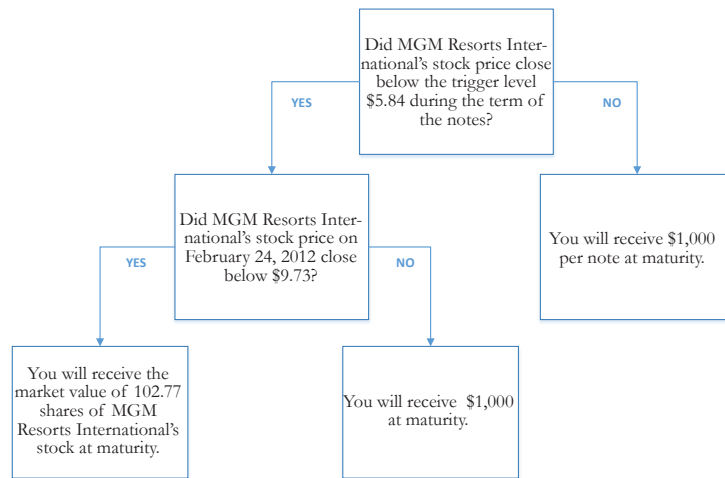 Did MGM Resorts Inter-
national's stock price close
below the trigger level
$5.84 during the term of
the notes?
YES
NO
Did MGM Resorts Inter-
national's stock price on
February 24, 2012 close
below $9.73?
You will receive $1,000
per note at maturity.
YES
NO
You will receive the
market value of 102.77
shares of MGM
Resorts International's
stock at maturity.
You will receive $1,000
at maturity.